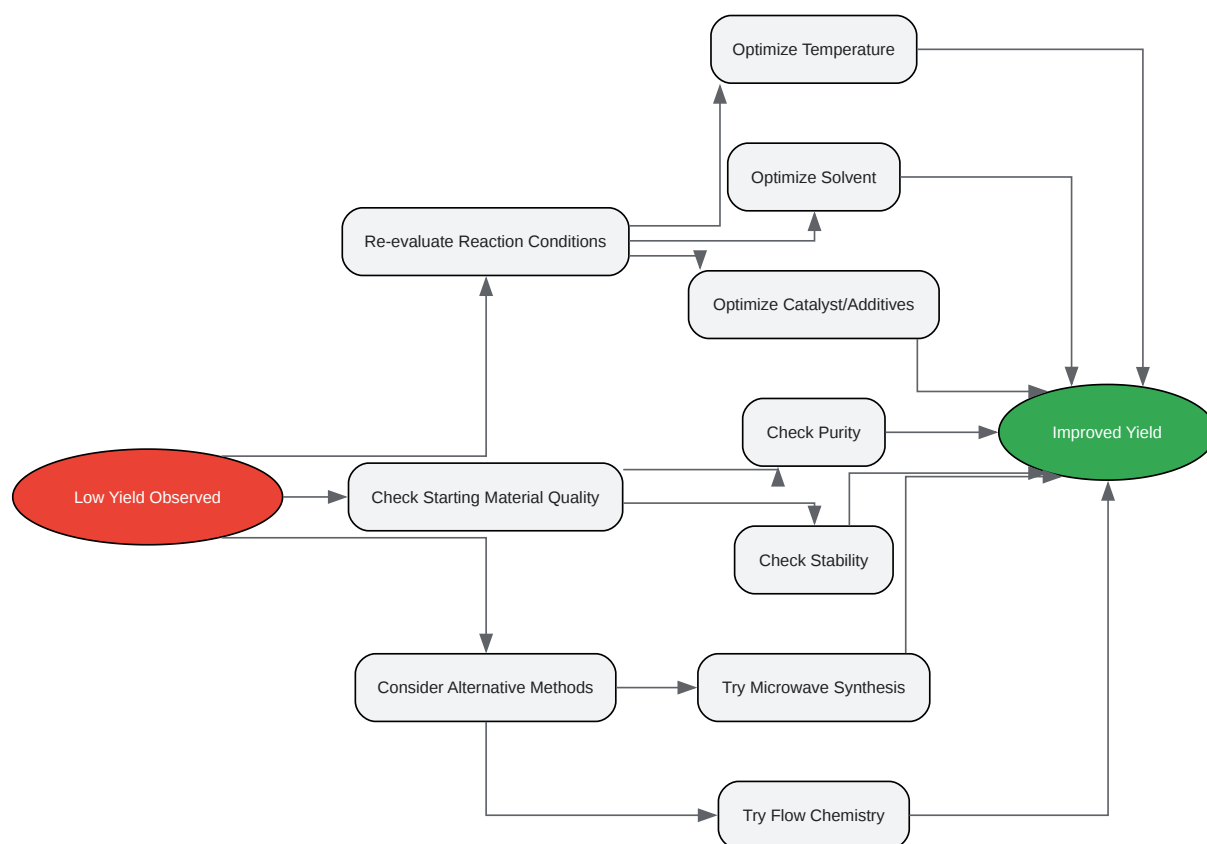 Optimize Temperature
Optimize Solvent
Re-evaluate Reaction Conditions
Optimize Catalyst/Additives
Check Purity
Improved Yield
Low Yield Observed
Check Starting Material Quality
Check Stability
Consider Alternative Methods
Try Microwave Synthesis
Try Flow Chemistry